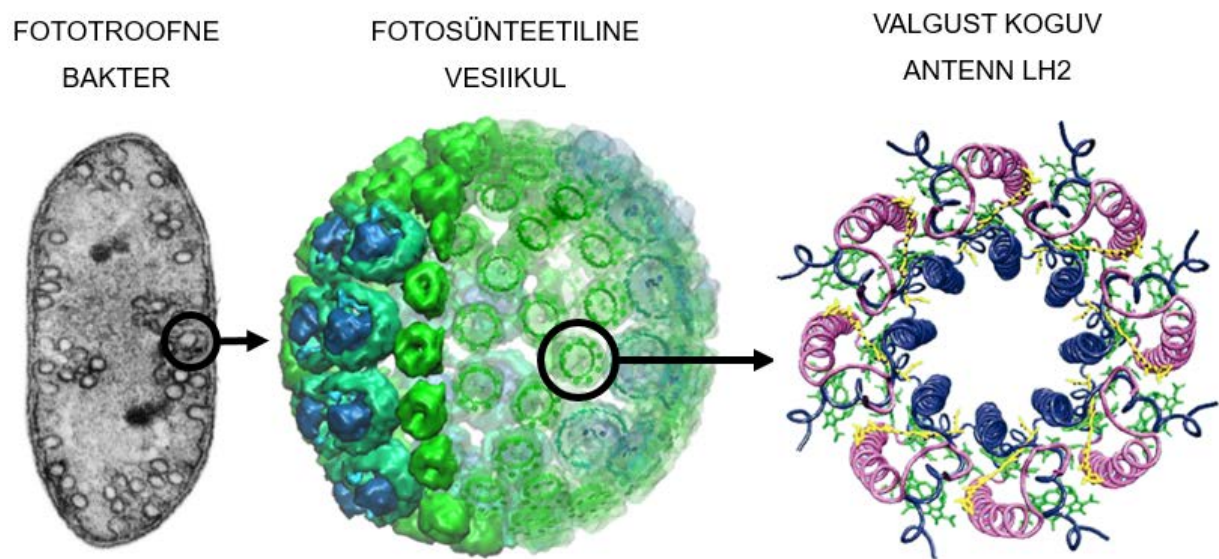 FOTOTROOFNE
BAKTER
FOTOSÜNTEETILINE
VESIIKUL
VALGUST KOGUV
ANTENN LH2